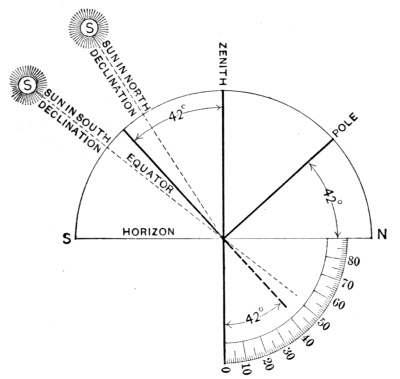 S
SUN IN NORTH
DECLINATION
S
SUN IN SOUTH
DECLINATION
ZENITH
42°
POLE
EQUATOR
42°
S
HORIZON
N
42°
0
10
20
30
40
50
60
70
80